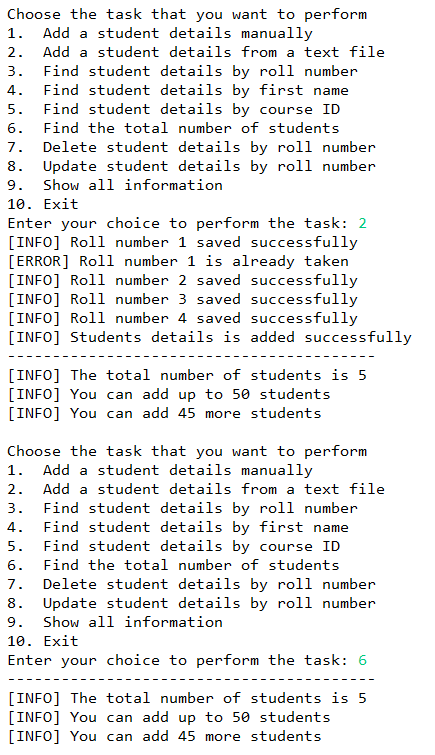 Choose the task that you want to perform
1.  Add a student details manually
2.  Add a student details from a text file
3.  Find student details by roll number
4.  Find student details by first name
5.  Find student details by course ID
6.  Find the total number of students
7.  Delete student details by roll number
8.  Update student details by roll number
9.  Show all information
10. Exit
Enter your choice to perform the task: 2
[INFO] Roll number 1 saved successfully
[ERROR] Roll number 1 is already taken
[INFO] Roll number 2 saved successfully
[INFO] Roll number 3 saved successfully
[INFO] Roll number 4 saved successfully
[INFO] Students details is added successfully
-----------------------------------------
[INFO] The total number of students is 5
[INFO] You can add up to 50 students
[INFO] You can add 45 more students

Choose the task that you want to perform
1.  Add a student details manually
2.  Add a student details from a text file
3.  Find student details by roll number
4.  Find student details by first name
5.  Find student details by course ID
6.  Find the total number of students
7.  Delete student details by roll number
8.  Update student details by roll number
9.  Show all information
10. Exit
Enter your choice to perform the task: 6
-----------------------------------------
[INFO] The total number of students is 5
[INFO] You can add up to 50 students
[INFO] You can add 45 more students